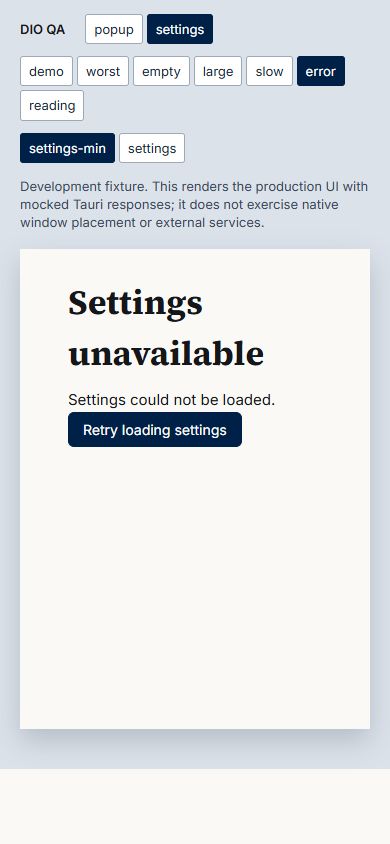 DIO QA popup settings
demo worst empty large slow error
reading
settings-min settings
Development fixture. This renders the production UI with
mocked Tauri responses; it does not exercise native
window placement or external services.
Settings
unavailable
Settings could not be loaded.
Retry loading settings